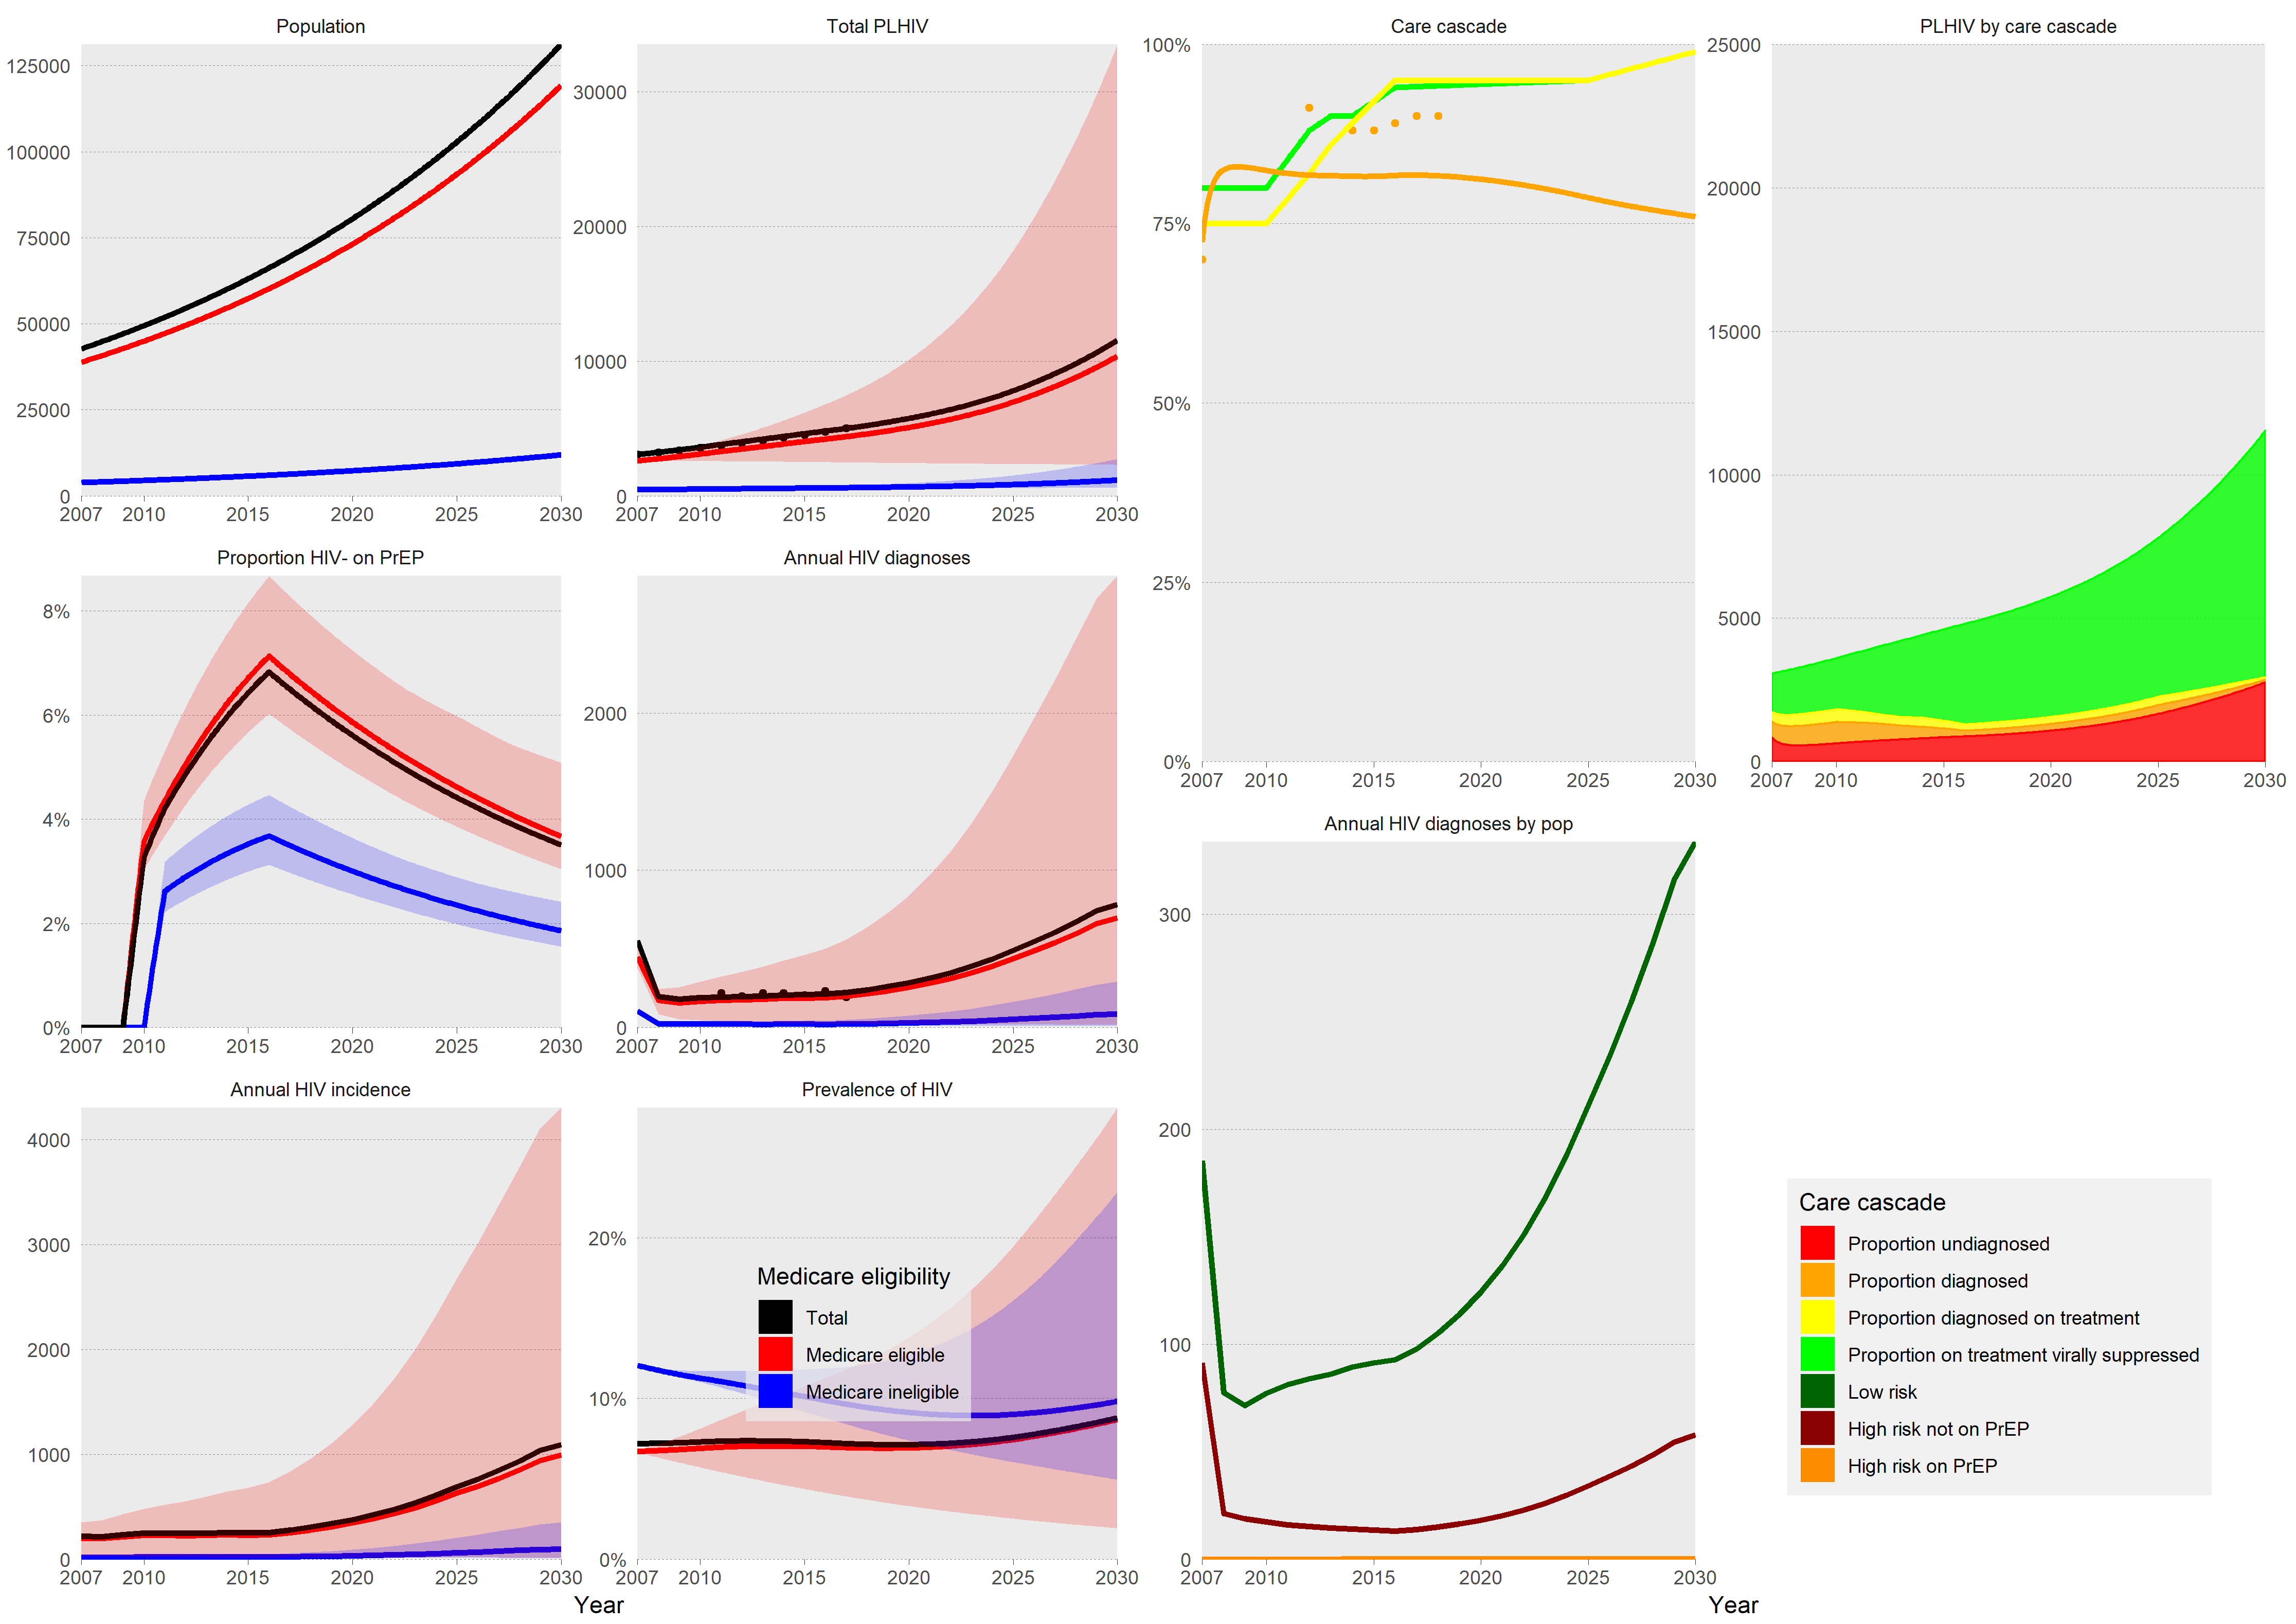 Population
125000
100000
75000
50000
25000
0
2007 2010 2015 2020 2025 2030
Total PLHIV
30000
20000
10000
0
2007 2010 2015 2020 2025 2030
Care cascade
100%
75%
50%
25%
0%
2007 2010 2015 2020 2025 2030
PLHIV by care cascade
25000
20000
15000
10000
5000
0
2007 2010 2015 2020 2025 2030
Proportion HIV- on PrEP
8%
6%
4%
2%
0%
2007 2010 2015 2020 2025 2030
Annual HIV diagnoses
2000
1000
0
2007 2010 2015 2020 2025 2030
Annual HIV diagnoses by pop
300
200
100
0
2007 2010 2015 2020 2025 2030
Annual HIV incidence
4000
3000
2000
1000
0
2007 2010 2015 2020 2025 2030
Prevalence of HIV
20%
10%
0%
2007 2010 2015 2020 2025 2030
Medicare eligibility
Total
Medicare eligible
Medicare ineligible
Care cascade
Proportion undiagnosed
Proportion diagnosed
Proportion diagnosed on treatment
Proportion on treatment virally suppressed
Low risk
High risk not on PrEP
High risk on PrEP
Year
Year